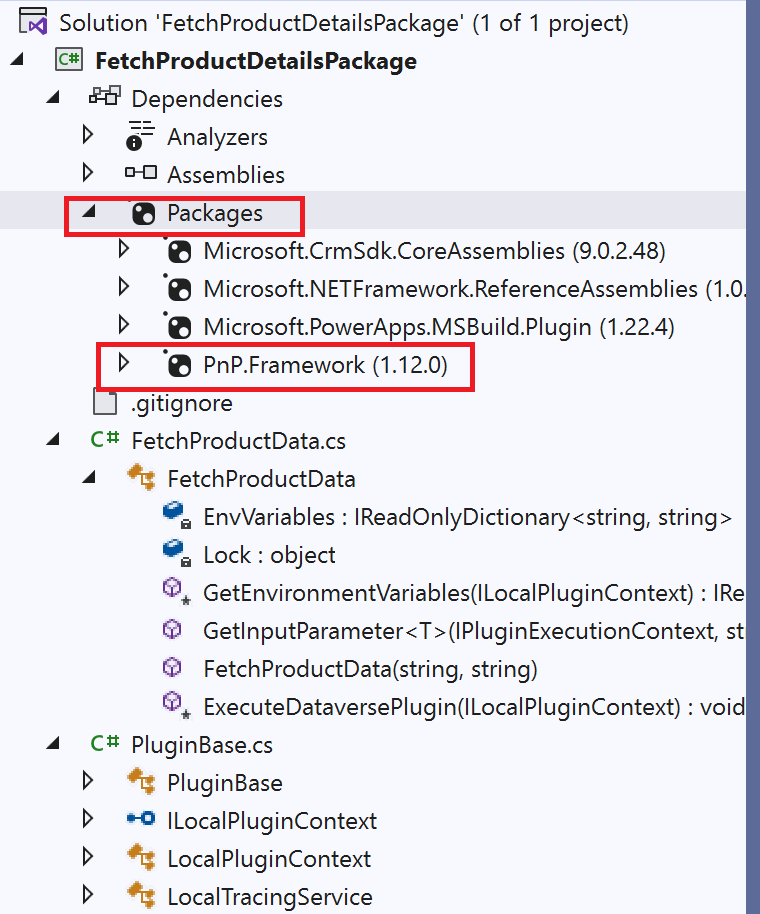 Solution 'FetchProductDetailsPackage' (1 of 1 project)
C# FetchProductDetailsPackage
Dependencies
Analyzers
Assemblies
Packages
Microsoft.CrmSdk.CoreAssemblies (9.0.2.48)
Microsoft.NETFramework.ReferenceAssemblies (1.0.
Microsoft.PowerApps.MSBuild.Plugin (1.22.4)
PnP.Framework (1.12.0)
.gitignore
C# FetchProductData.cs
FetchProductData
EnvVariables : IReadOnlyDictionary<string, string>
Lock : object
GetEnvironmentVariables(ILocalPluginContext) : IRe
GetInputParameter<T>(IPluginExecutionContext, st
FetchProductData(string, string)
ExecuteDataversePlugin(ILocalPluginContext) : void
C# PluginBase.cs
PluginBase
ILocalPluginContext
LocalPluginContext
LocalTracingService